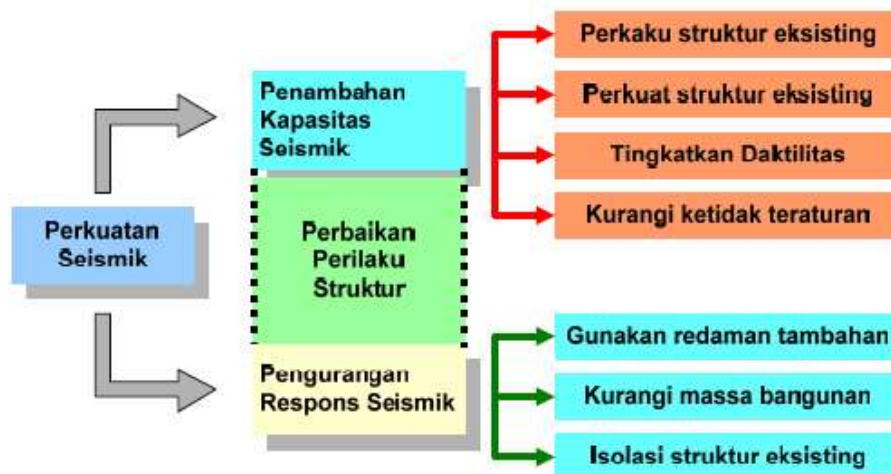 Perkuatan
Seismik
Penambahan
Kapasitas
Seismik
Perbaikan
Perilaku
Struktur
Pengurangan
Respons Seismik
Perkaku struktur eksisting
Perkuat struktur eksisting
Tingkatkan Daktilitas
Kurangi ketidak teraturan
Gunakan redaman tambahan
Kurangi massa bangunan
Isolasi struktur eksisting